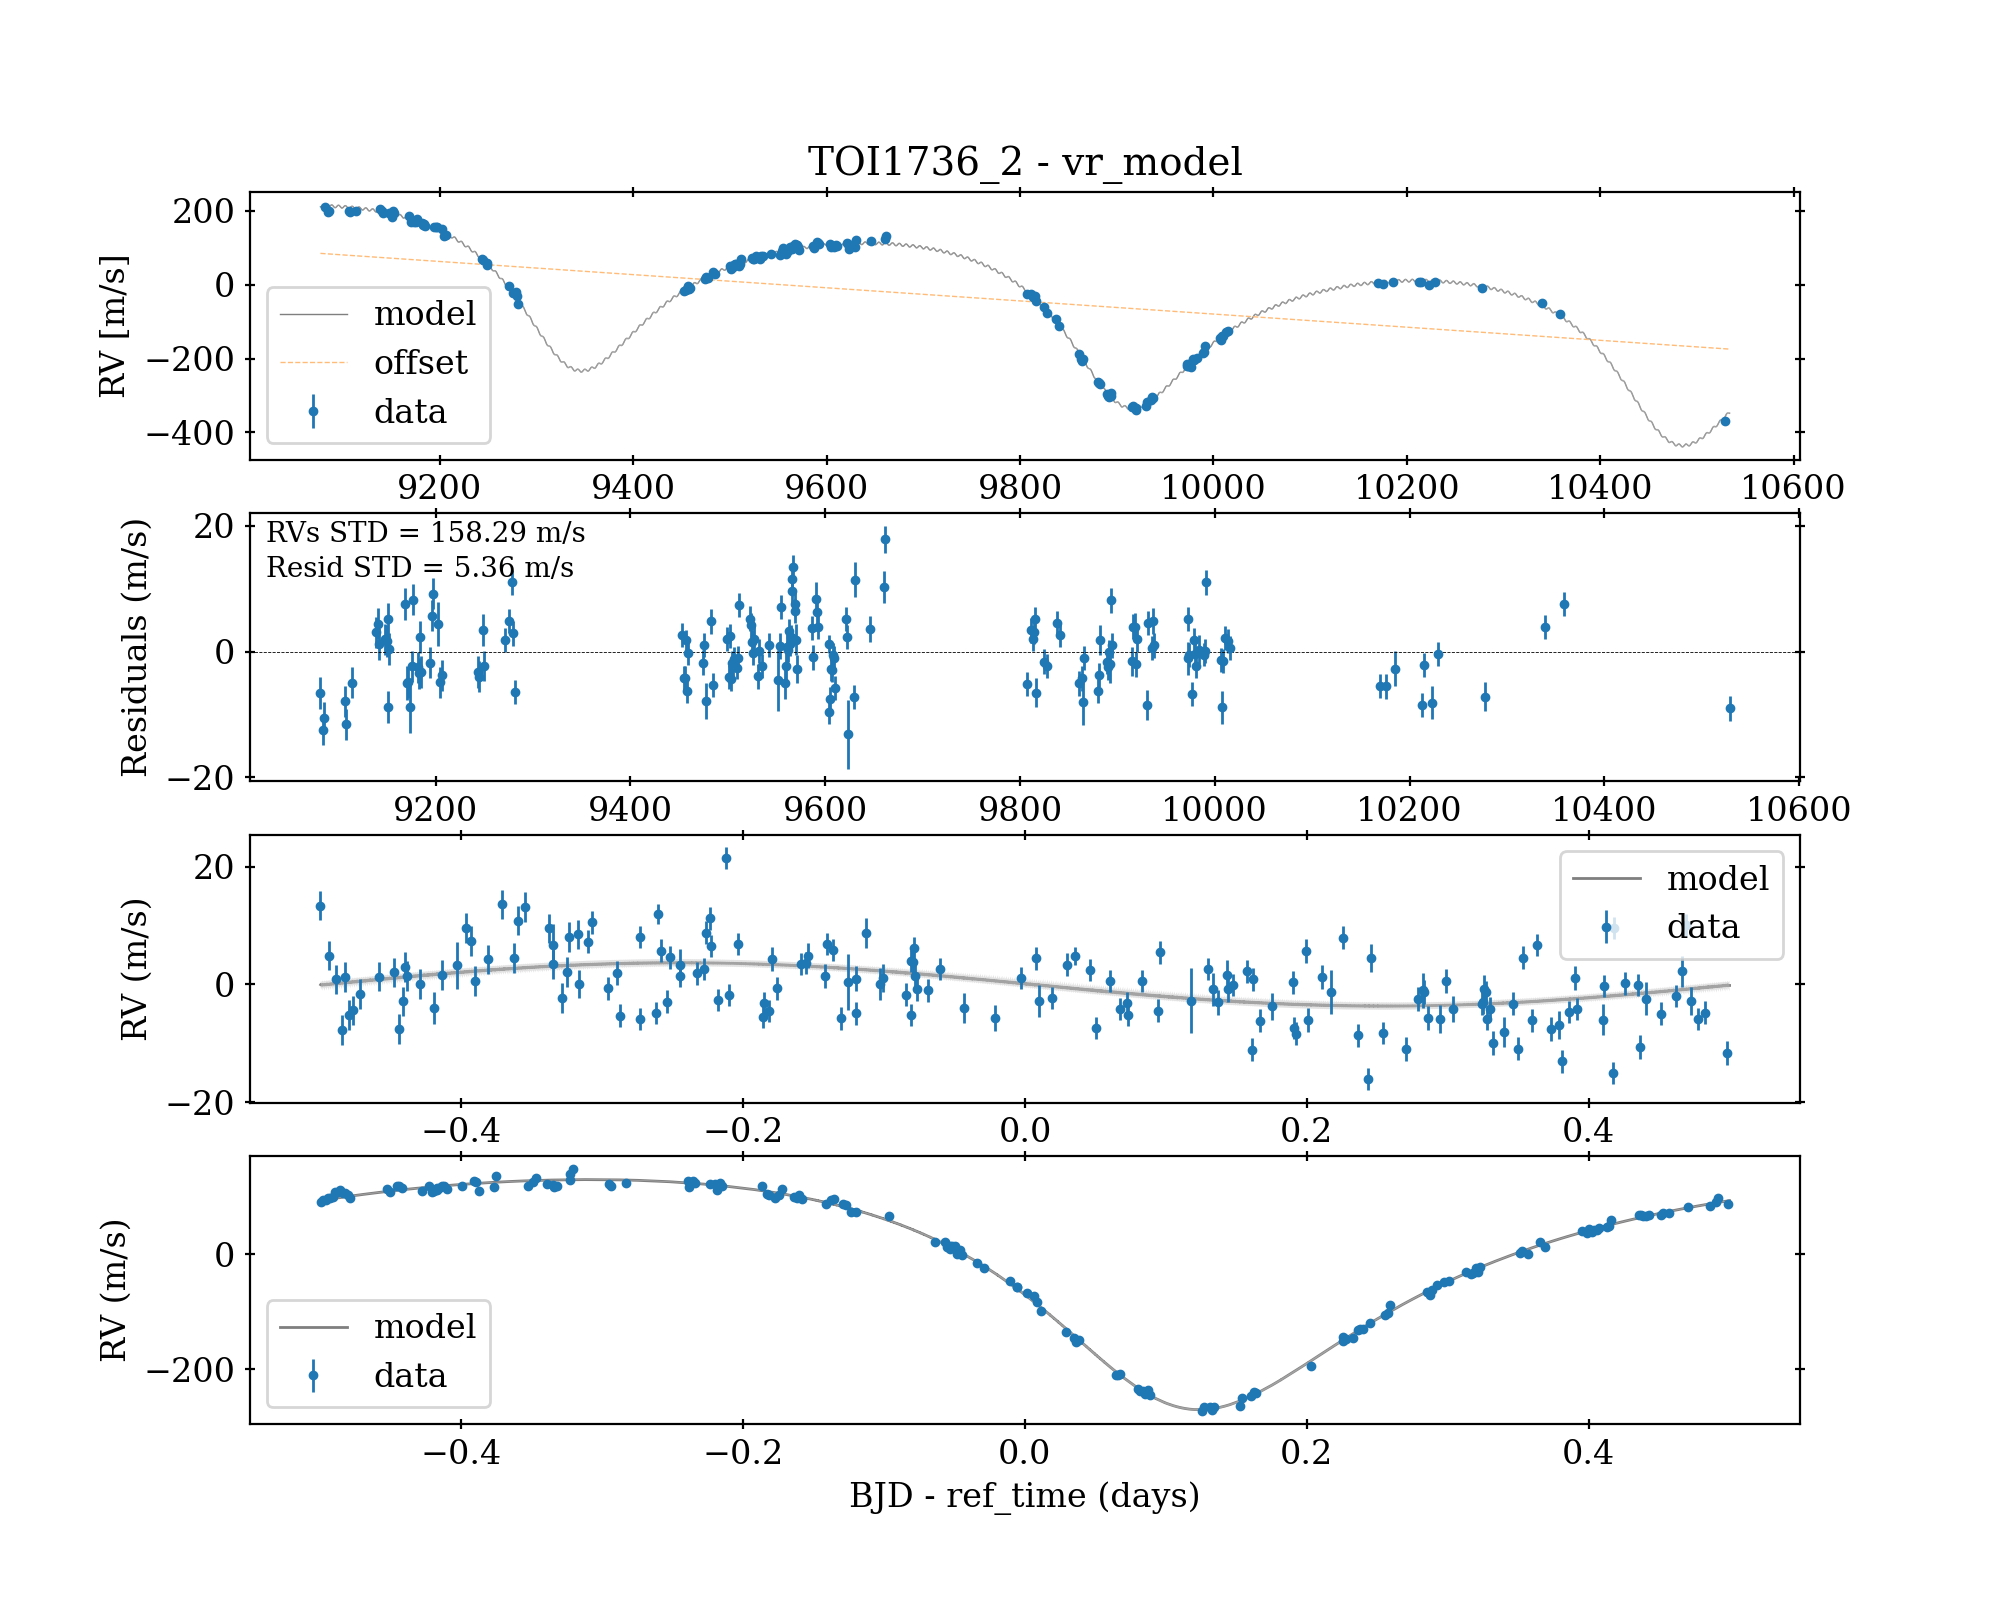 TOI1736_2 - vr_model
RV [m/s]
200
0
−200
−400
model
offset
data
9200 9400 9600 9800 10000 10200 10400 10600
Residuals (m/s)
20
0
−20
RVs STD = 158.29 m/s
Resid STD = 5.36 m/s
9200 9400 9600 9800 10000 10200 10400 10600
RV (m/s)
20
0
−20
model
data
−0.4 −0.2 0.0 0.2 0.4
RV (m/s)
0
−200
model
data
−0.4 −0.2 0.0 0.2 0.4
BJD - ref_time (days)